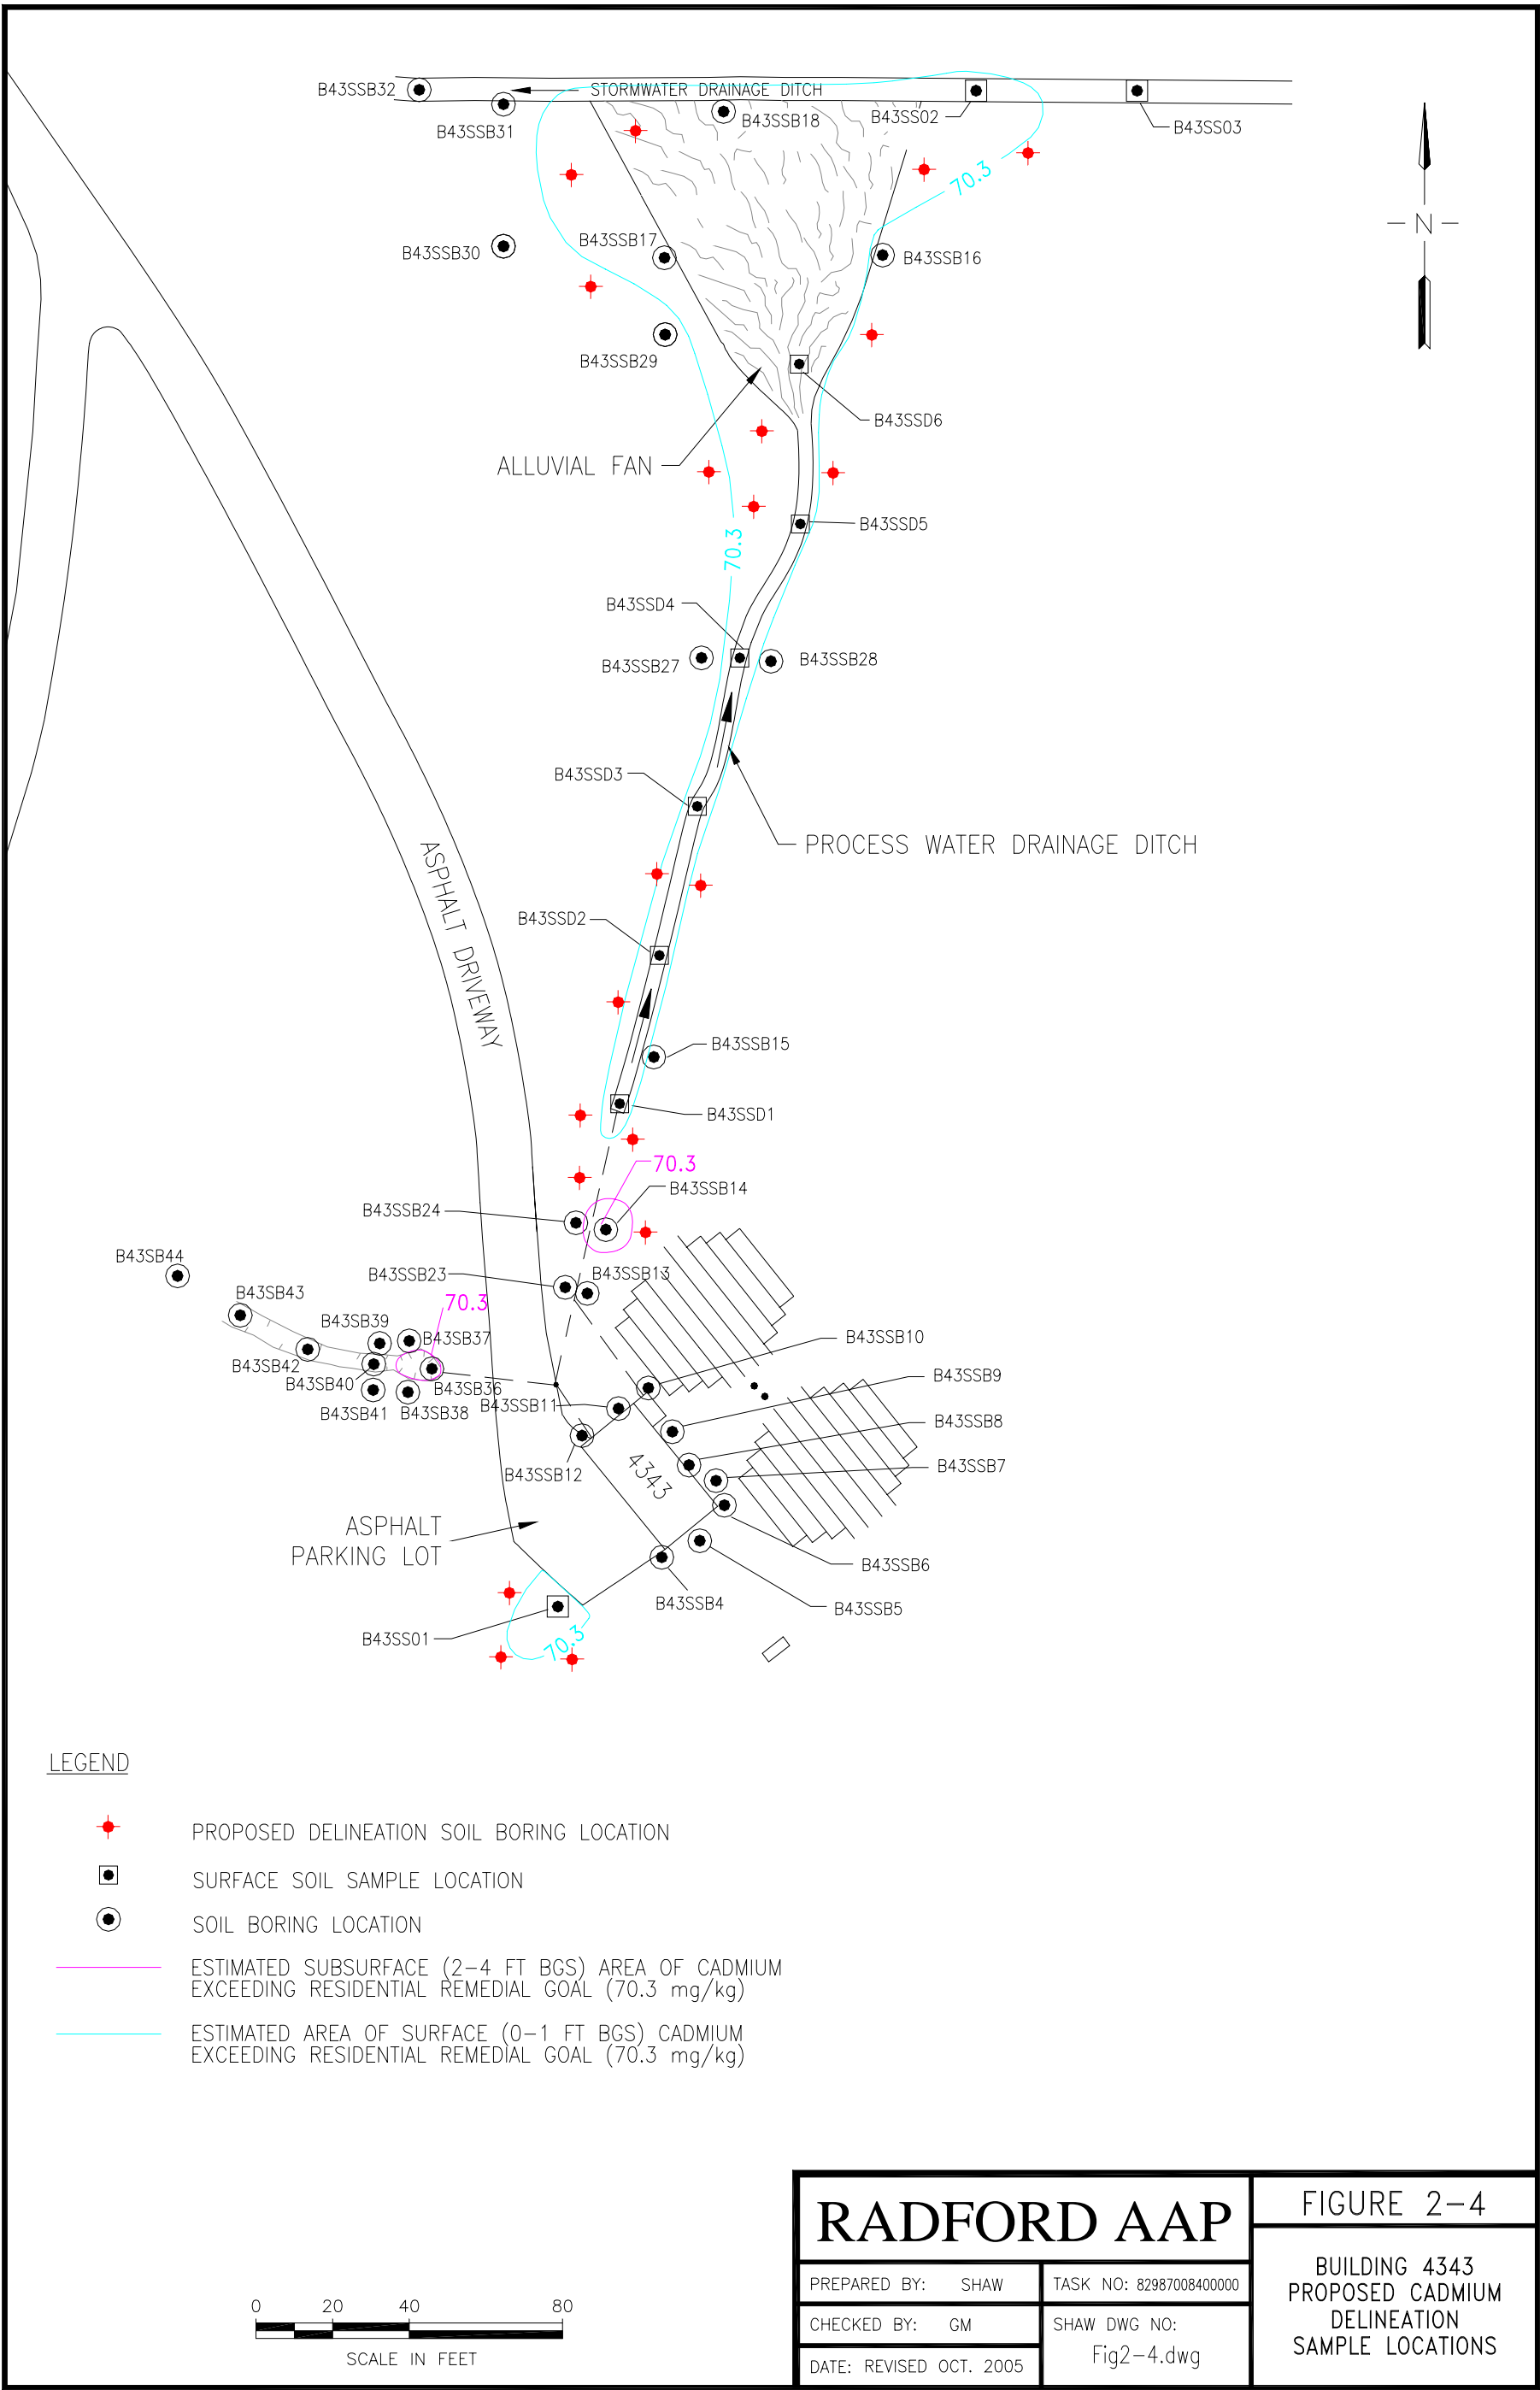 B43SSB32
STORMWATER DRAINAGE DITCH
B43SSB31
B43SSB18
B43SS02
B43SS03
70.3
N
B43SSB30
B43SSB17
B43SSB16
B43SSB29
B43SSD6
ALLUVIAL FAN
B43SSD5
70.3
B43SSD4
B43SSB27
B43SSB28
B43SSD3
PROCESS WATER DRAINAGE DITCH
ASPHALT DRIVEWAY
B43SSD2
B43SSB15
B43SSD1
70.3
B43SSB14
B43SSB24
B43SB44
B43SSB23
B43SSB13
B43SB43
70.3
B43SB39
B43SB37
B43SSB10
B43SB42
B43SB40
B43SB36
B43SSB9
B43SB41
B43SB38
B43SSB11
B43SSB8
B43SSB12
4343
B43SSB7
ASPHALT
PARKING LOT
B43SSB6
B43SSB4
B43SSB5
B43SS01
70.3
LEGEND
PROPOSED DELINEATION SOIL BORING LOCATION
SURFACE SOIL SAMPLE LOCATION
SOIL BORING LOCATION
ESTIMATED SUBSURFACE (2-4 FT BGS) AREA OF CADMIUM
EXCEEDING RESIDENTIAL REMEDIAL GOAL (70.3 mg/kg)
ESTIMATED AREA OF SURFACE (0-1 FT BGS) CADMIUM
EXCEEDING RESIDENTIAL REMEDIAL GOAL (70.3 mg/kg)
0 20 40 80
SCALE IN FEET
RADFORD AAP
PREPARED BY: SHAW
TASK NO: 82987008400000
CHECKED BY: GM
SHAW DWG NO:
Fig2-4.dwg
DATE: REVISED OCT. 2005
FIGURE 2-4
BUILDING 4343
PROPOSED CADMIUM
DELINEATION
SAMPLE LOCATIONS